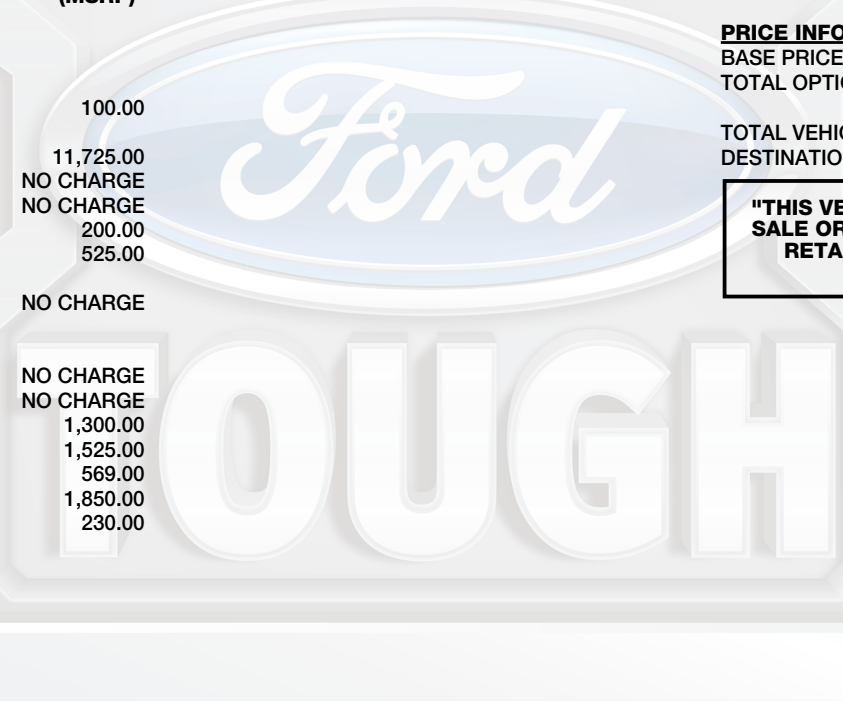 (MSRP)
100.00
11,725.00
NO CHARGE
NO CHARGE
200.00
525.00
NO CHARGE
NO CHARGE
NO CHARGE
1,300.00
1,525.00
569.00
1,850.00
230.00
PRICE INFO
BASE PRICE
TOTAL OPTI
TOTAL VEHI
DESTINATIO
"THIS VE
SALE OR
RETA
Ford
TOUGH